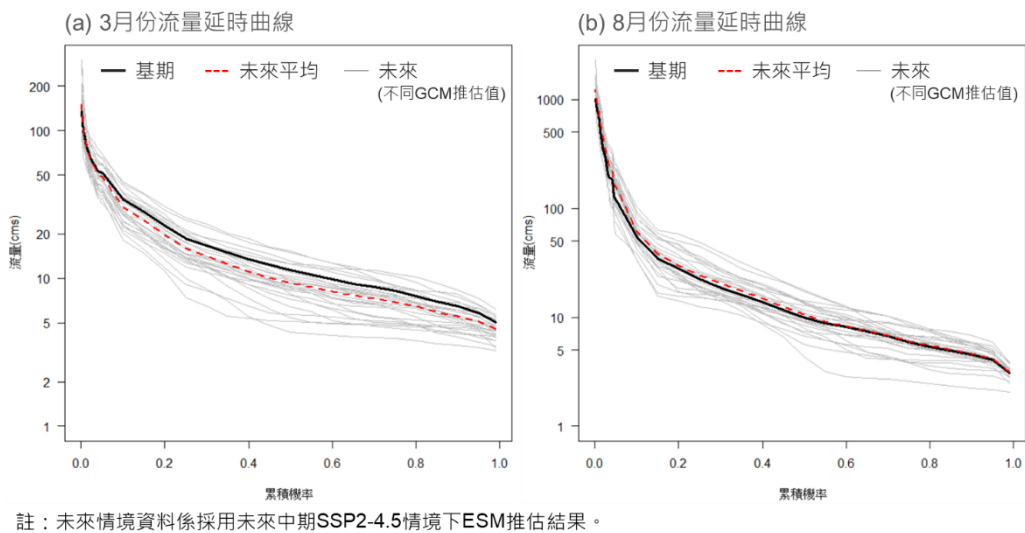 (a) 3月份流量延時曲線
基期 未來平均 未來
(不同GCM推估值)
200
100
50
20
10
5
2
1
流量(cms)
0.0 0.2 0.4 0.6 0.8 1.0
累積機率
(b) 8月份流量延時曲線
基期 未來平均 未來
(不同GCM推估值)
1000
500
100
50
10
5
1
流量(cms)
0.0 0.2 0.4 0.6 0.8 1.0
累積機率
註：未來情境資料係採用未來中期SSP2-4.5情境下ESM推估結果。